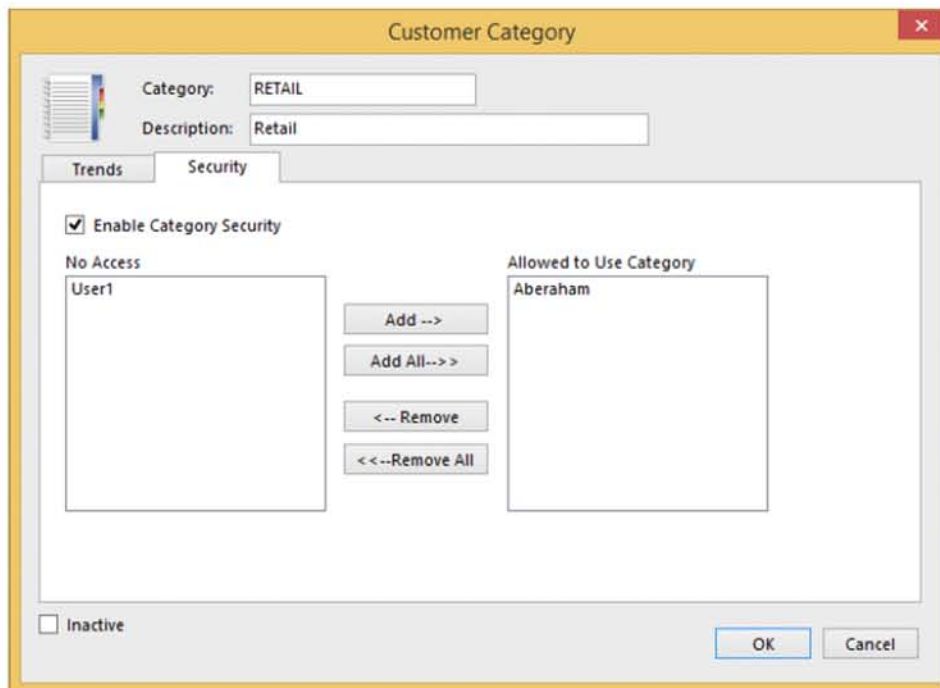 Customer Category
Category: RETAIL
Description: Retail
Trends Security
Enable Category Security
No Access Allowed to Use Category
User1 Aberaham
Add -->
Add All-->>
<-- Remove
<<--Remove All
Inactive
OK Cancel